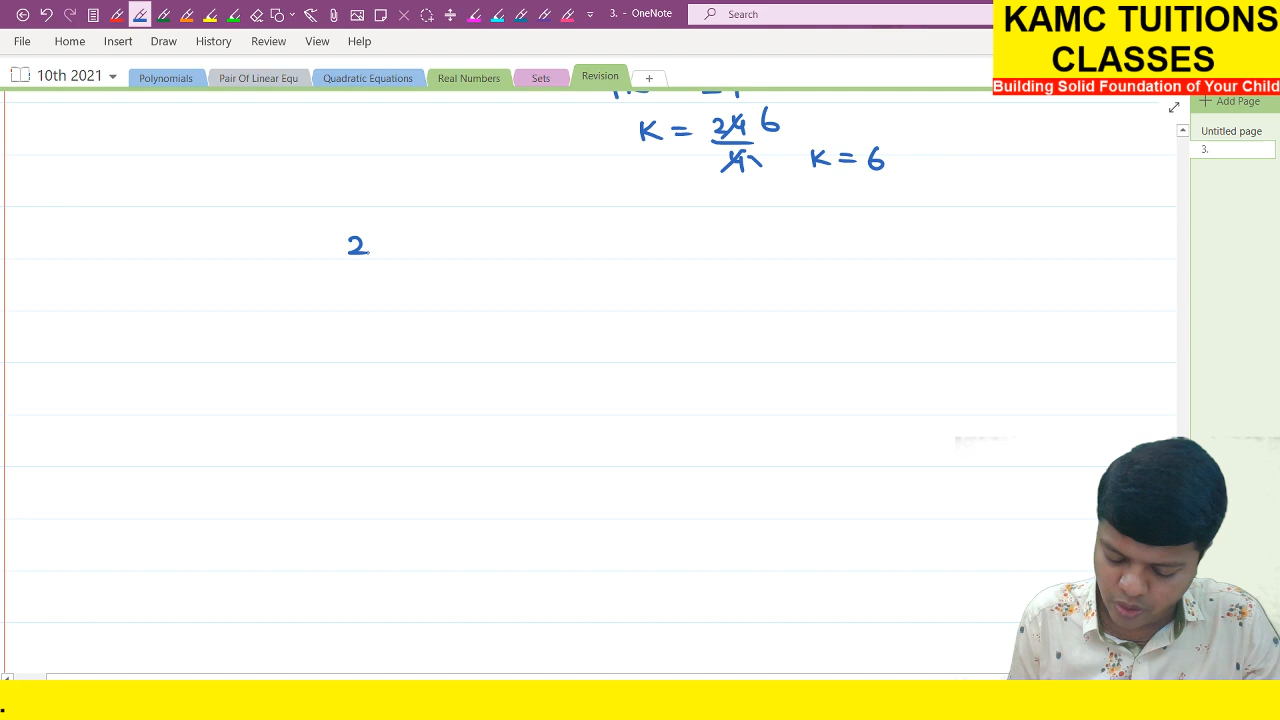 3. - OneNote
Search
KAMC TUITIONS
CLASSES
Building Solid Foundation of Your Child
File Home Insert Draw History Review View Help
10th 2021
Polynomials Pair Of Linear Equ Quadratic Equations Real Numbers Sets Revision +
+ Add Page
Untitled page
3.
K = 24 6
4 K = 6
2